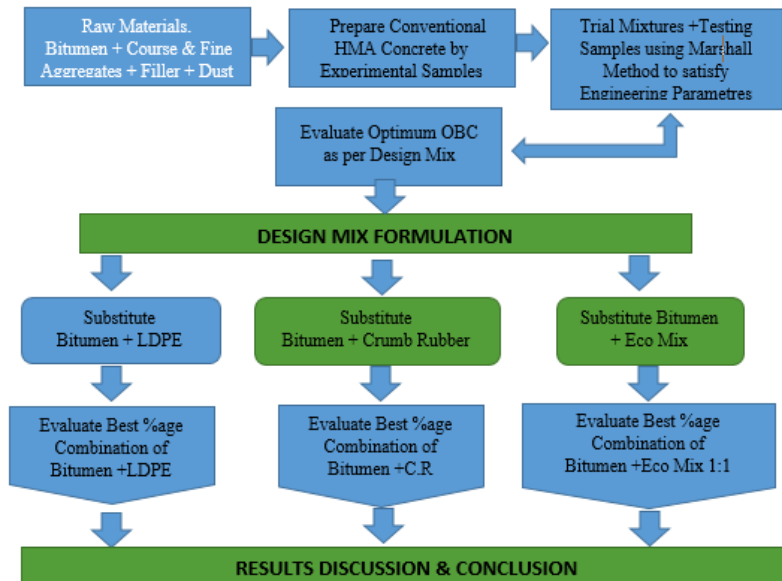 Raw Materials.
Bitumen + Course & Fine
Aggregates + Filler + Dust
Prepare Conventional
HMA Concrete by
Experimental Samples
Trial Mixtures +Testing
Samples using Marshall
Method to satisfy
Engineering Parametres
Evaluate Optimum OBC
as per Design Mix
DESIGN MIX FORMULATION
Substitute
Bitumen + LDPE
Substitute
Bitumen + Crumb Rubber
Substitute Bitumen
+ Eco Mix
Evaluate Best %age
Combination of
Bitumen +LDPE
Evaluate Best %age
Combination of
Bitumen +C.R
Evaluate Best %age
Combination of
Bitumen +Eco Mix 1:1
RESULTS DISCUSSION & CONCLUSION